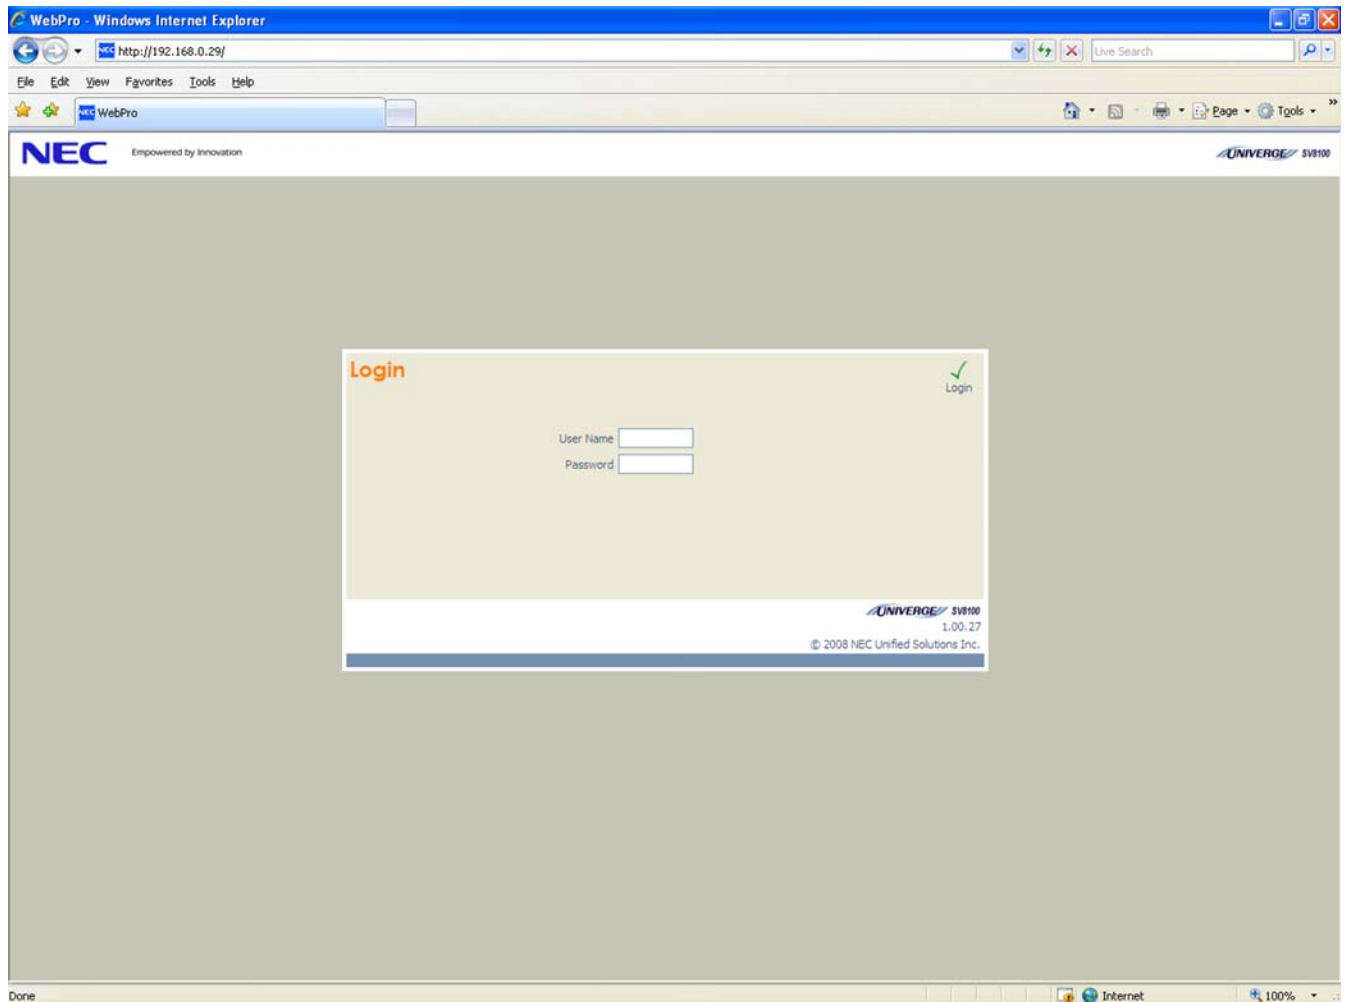 WebPro - Windows Internet Explorer
NEC http://192.168.0.29/
Live Search
File Edit View Favorites Tools Help
NEC WebPro
Page Tools
NEC Empowered by Innovation
UNIVERGE SV8100
Login
Login
User Name
Password
UNIVERGE SV8100
1.00.27
© 2008 NEC Unified Solutions Inc.
Done
Internet
100%